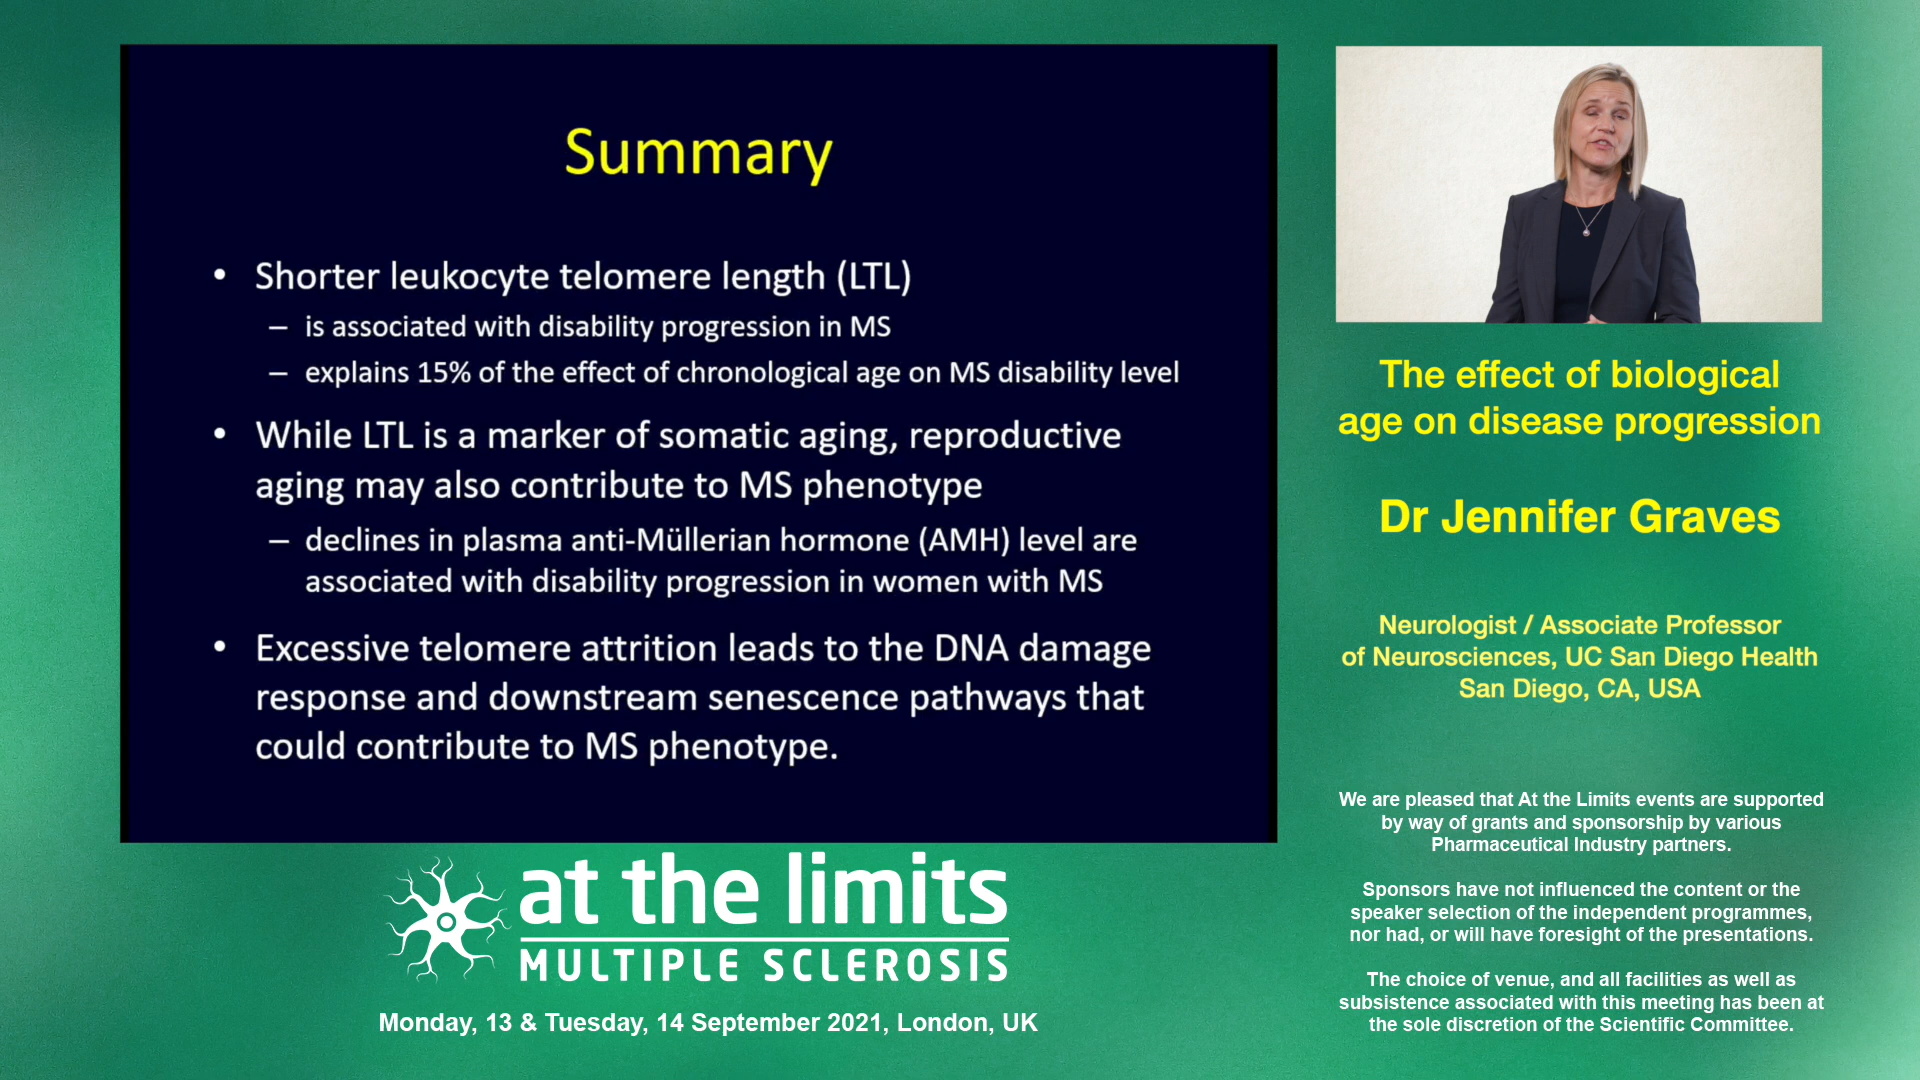 Summary
• Shorter leukocyte telomere length (LTL)
– is associated with disability progression in MS
– explains 15% of the effect of chronological age on MS disability level
• While LTL is a marker of somatic aging, reproductive
aging may also contribute to MS phenotype
– declines in plasma anti-Müllerian hormone (AMH) level are
associated with disability progression in women with MS
• Excessive telomere attrition leads to the DNA damage
response and downstream senescence pathways that
could contribute to MS phenotype.
at the limits
MULTIPLE SCLEROSIS
Monday, 13 & Tuesday, 14 September 2021, London, UK
The effect of biological
age on disease progression
Dr Jennifer Graves
Neurologist / Associate Professor
of Neurosciences, UC San Diego Health
San Diego, CA, USA
We are pleased that At the Limits events are supported
by way of grants and sponsorship by various
Pharmaceutical Industry partners.
Sponsors have not influenced the content or the
speaker selection of the independent programmes,
nor had, or will have foresight of the presentations.
The choice of venue, and all facilities as well as
subsistence associated with this meeting has been at
the sole discretion of the Scientific Committee.